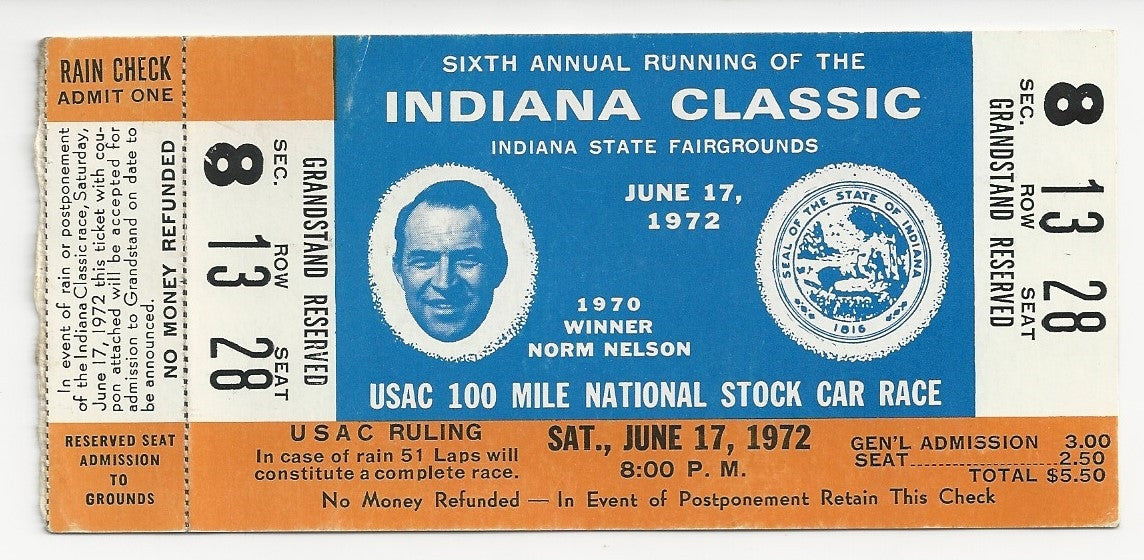 RAIN CHECK
ADMIT ONE
In event of rain or postponement
of the Indiana Classic race, Saturday,
June 17, 1972 this ticket with cou-
pon attached will be accepted for
admission to Grandstand on date to
be announced.
NO MONEY REFUNDED
RESERVED SEAT
ADMISSION
TO
GROUNDS
GRANDSTAND RESERVED
SEC. ROW SEAT
8 13 28
SIXTH ANNUAL RUNNING OF THE
INDIANA CLASSIC
INDIANA STATE FAIRGROUNDS
JUNE 17,
1972
1970
WINNER
NORM NELSON
SEAL OF THE STATE OF INDIANA
1816
USAC 100 MILE NATIONAL STOCK CAR RACE
8 13 28
SEC. ROW SEAT
GRANDSTAND RESERVED
USAC RULING
In case of rain 51 Laps will
constitute a complete race.
SAT., JUNE 17, 1972
8:00 P. M.
GEN'L ADMISSION 3.00
SEAT....................2.50
TOTAL $5.50
No Money Refunded — In Event of Postponement Retain This Check